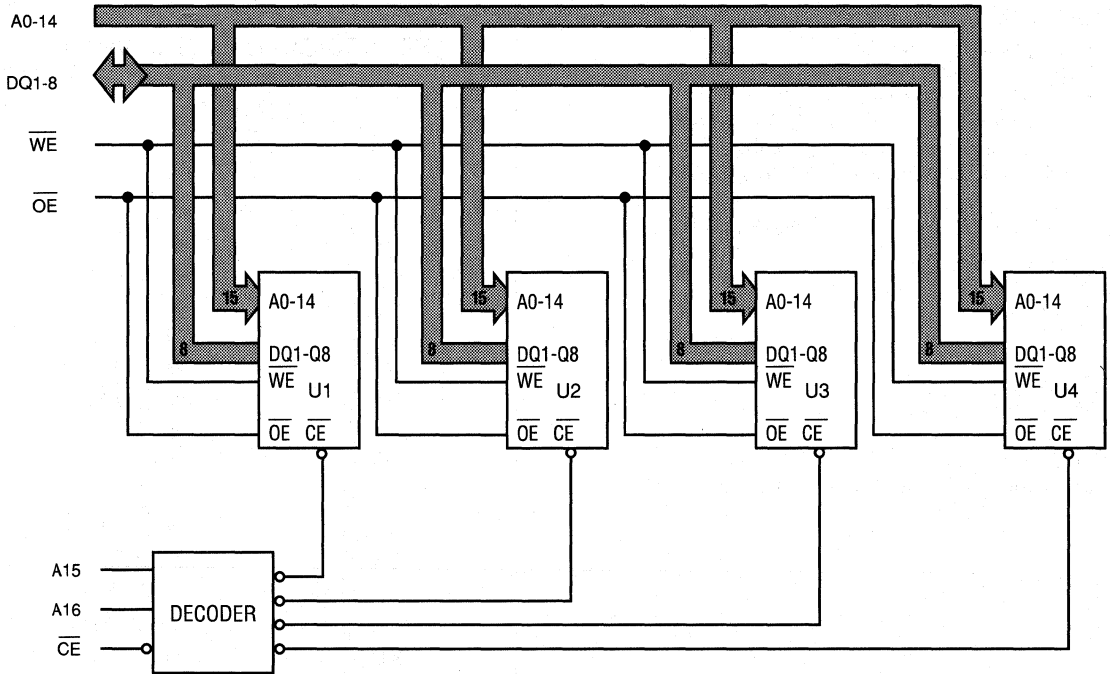 A0-14
DQ1-8
WE
OE
15 A0-14
8 DQ1-Q8
WE
U1
OE CE
15 A0-14
8 DQ1-Q8
WE
U2
OE CE
15 A0-14
8 DQ1-Q8
WE
U3
OE CE
15 A0-14
8 DQ1-Q8
WE
U4
OE CE
A15
A16
CE
DECODER